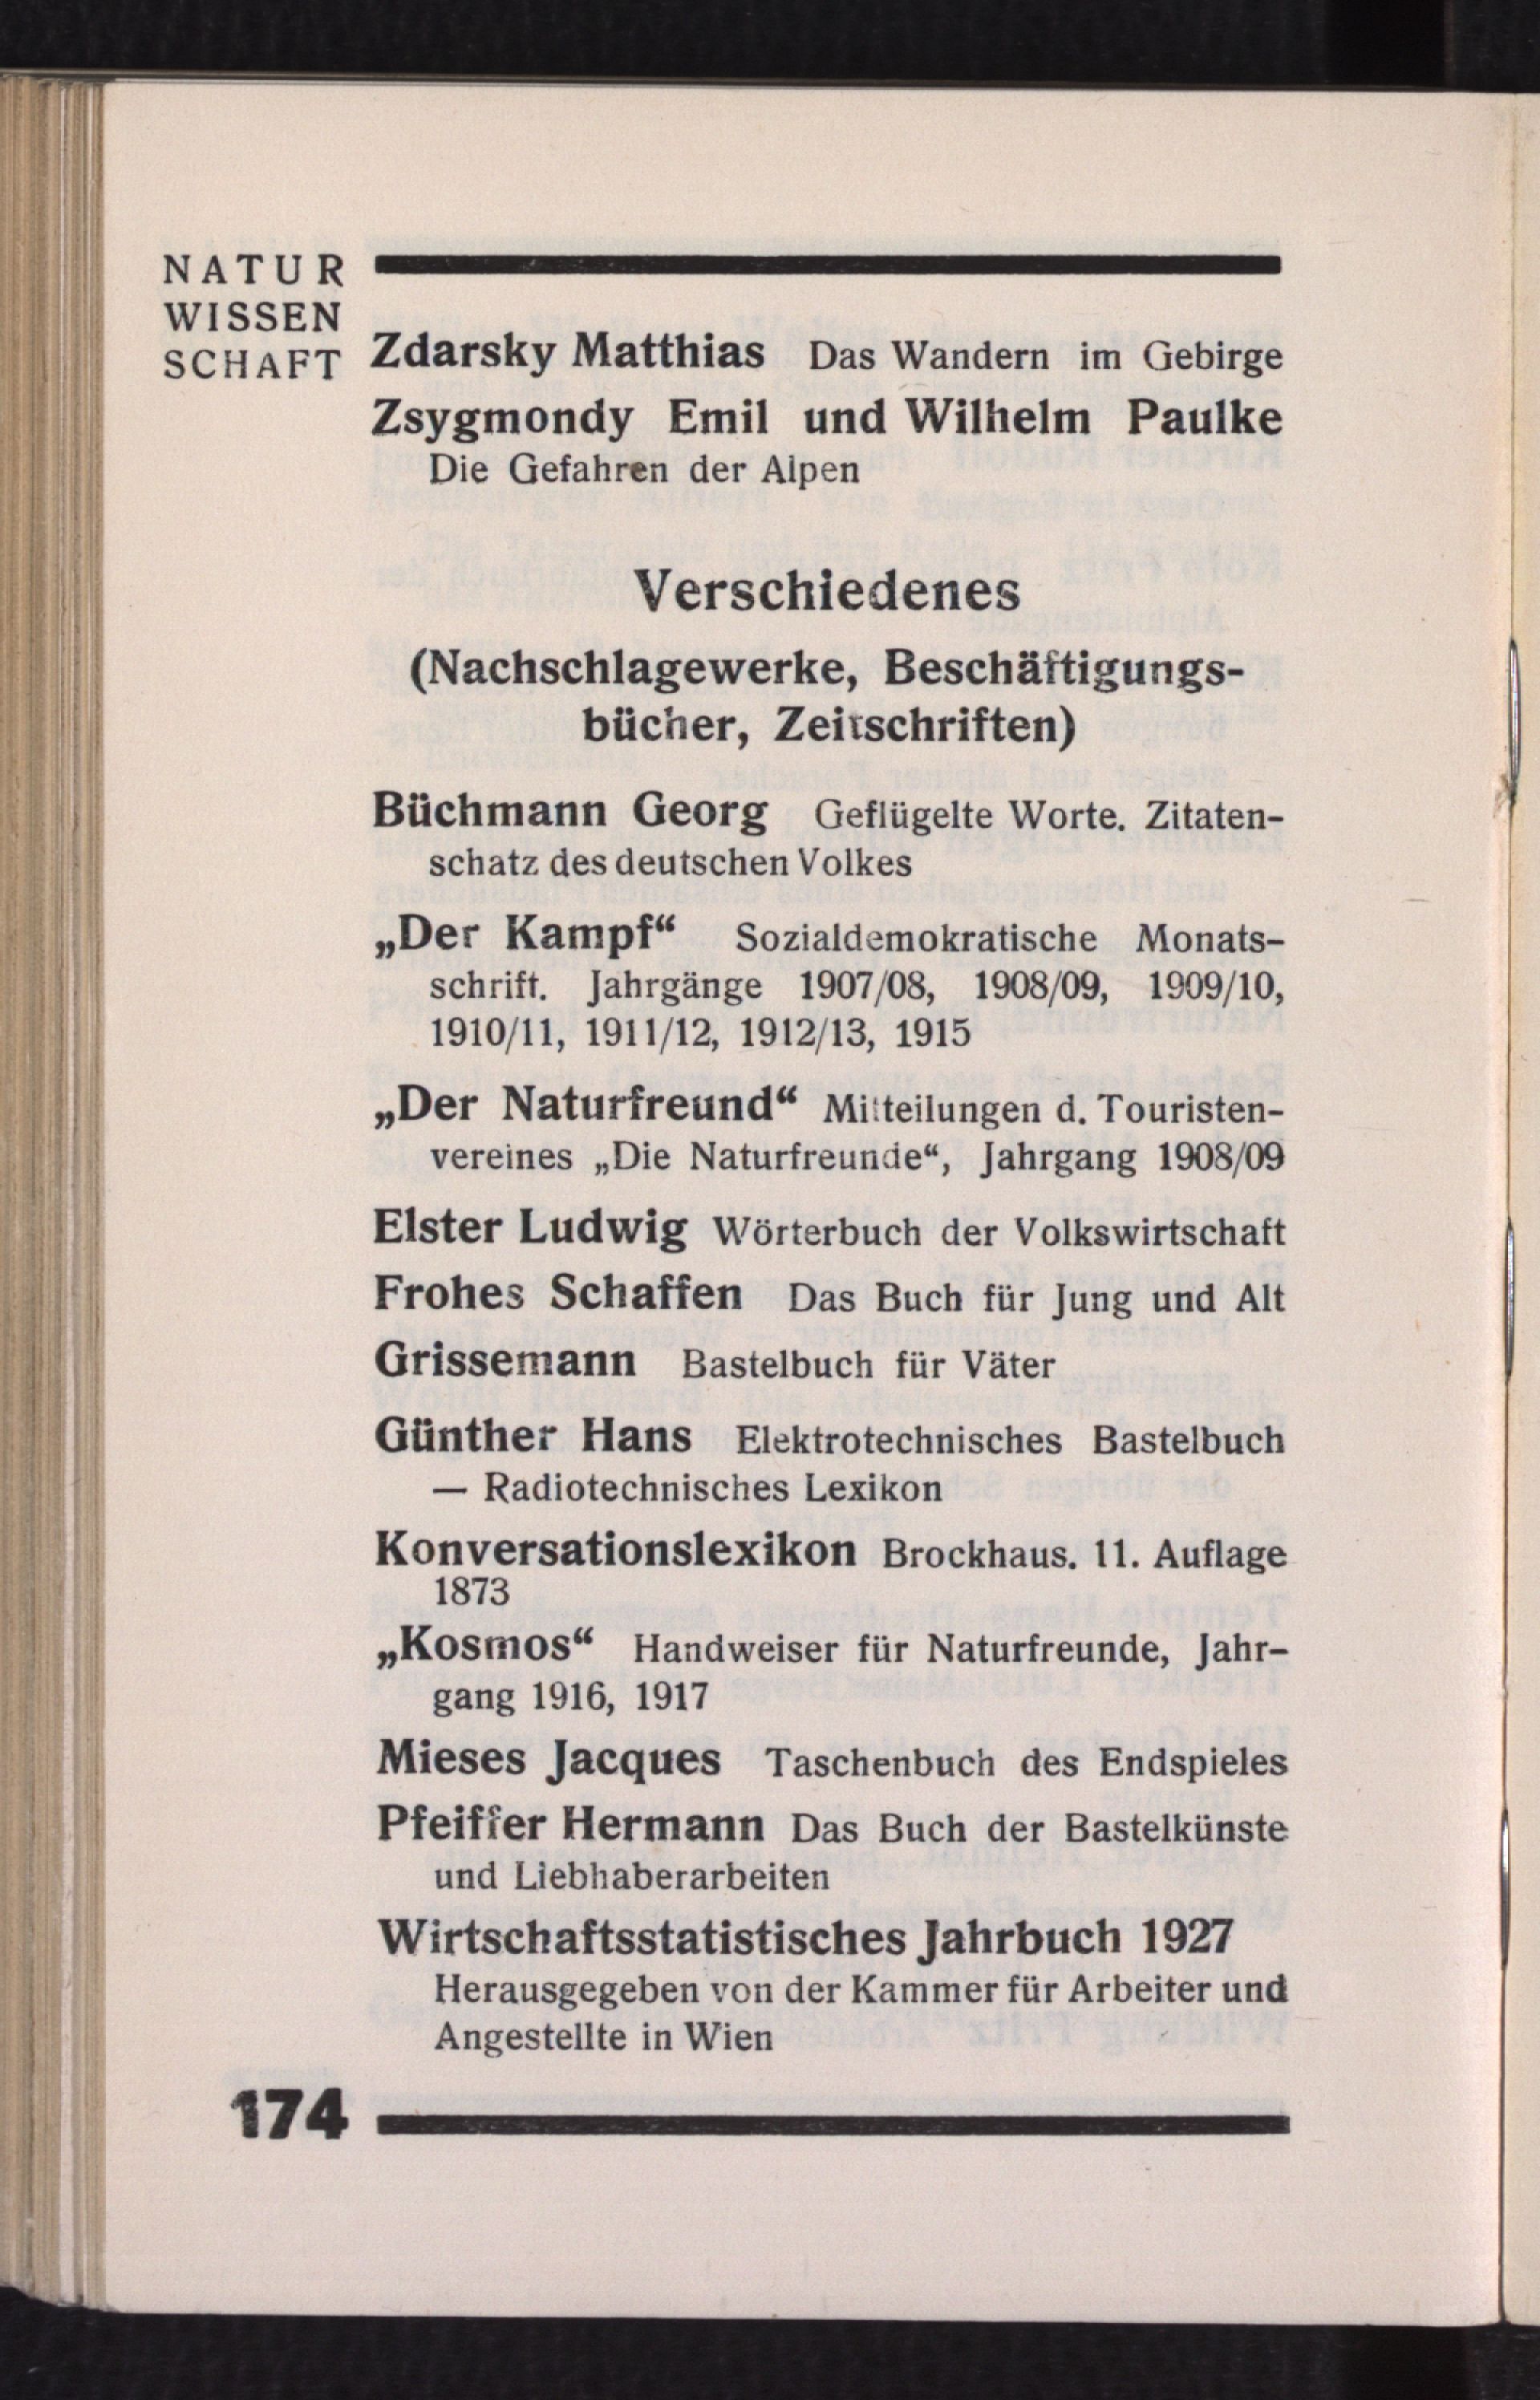 NATUR
WISSEN
SCHAFT
Zdarsky Matthias Das Wandern im Gebirge
Zsygmondy Emil und Wilhelm Paulke
Die Gefahren der Alpen
Verschiedenes
(Nachschlagewerke, Beschäftigungs-
bücher, Zeitschriften)
Büchmann Georg Geflügelte Worte. Zitaten-
schatz des deutschen Volkes
„Der Kampf“ Sozialdemokratische Monats-
schrift. Jahrgänge 1907/08, 1908/09, 1909/10,
1910/11, 1911/12, 1912/13, 1915
„Der Naturfreund“ Mitteilungen d. Touristen-
vereines „Die Naturfreunde“, Jahrgang 1908/09
Elster Ludwig Wörterbuch der Volkswirtschaft
Frohes Schaffen Das Buch für Jung und Alt
Grissemann Bastelbuch für Väter
Günther Hans Elektrotechnisches Bastelbuch
— Radiotechnisches Lexikon
Konversationslexikon Brockhaus. 11. Auflage
1873
„Kosmos“ Handweiser für Naturfreunde, Jahr-
gang 1916, 1917
Mieses Jacques Taschenbuch des Endspieles
Pfeiffer Hermann Das Buch der Bastelkünste
und Liebhaberarbeiten
Wirtschaftsstatistisches Jahrbuch 1927
Herausgegeben von der Kammer für Arbeiter und
Angestellte in Wien
174